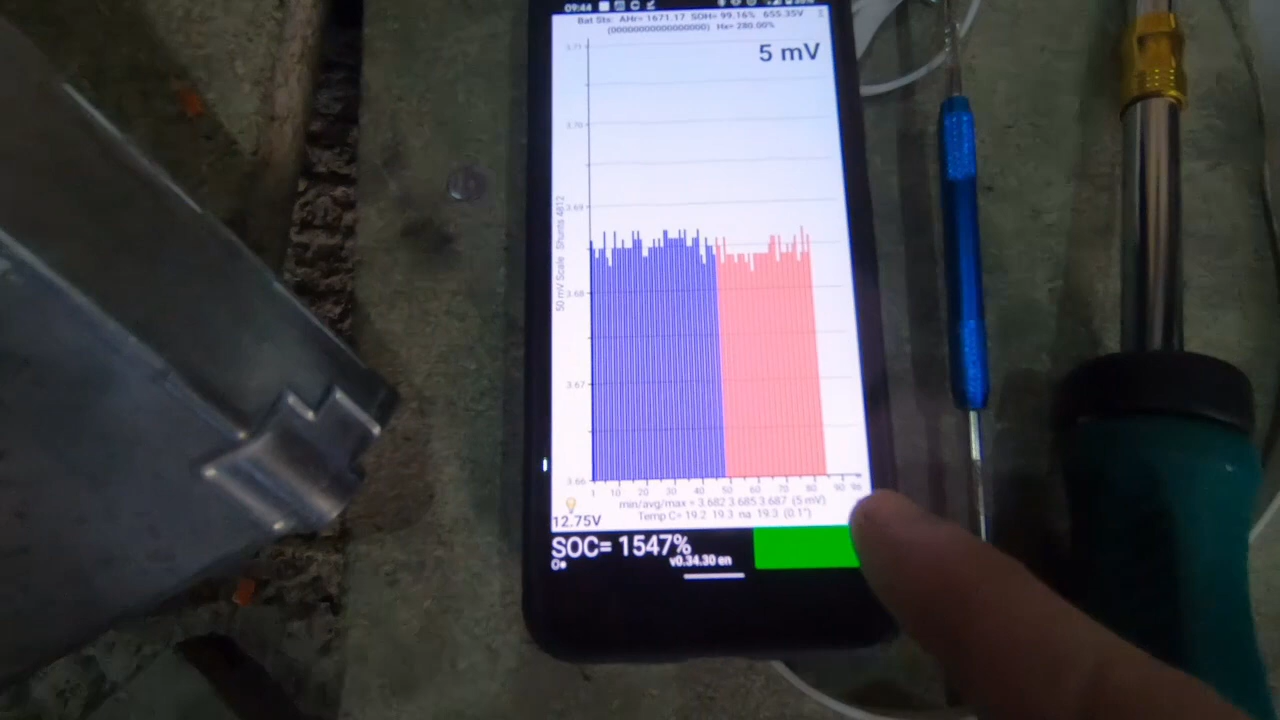 09:44
Bat Sts: AHr= 1671.17 SOH= 99.16% 655.35V
(0000000000000000) Hx= 280.00%
5 mV
3.71
3.70
3.69
3.68
3.67
3.66
50 mV Scale Shunts 4812
1 10 20 30 40 50 60 70 80 90 96
min/avg/max = 3.682 3.685 3.687 (5 mV)
Temp C= 19.2 19.3 na 19.3 (0.1°)
12.75V
SOC= 1547%
v0.34.30 en